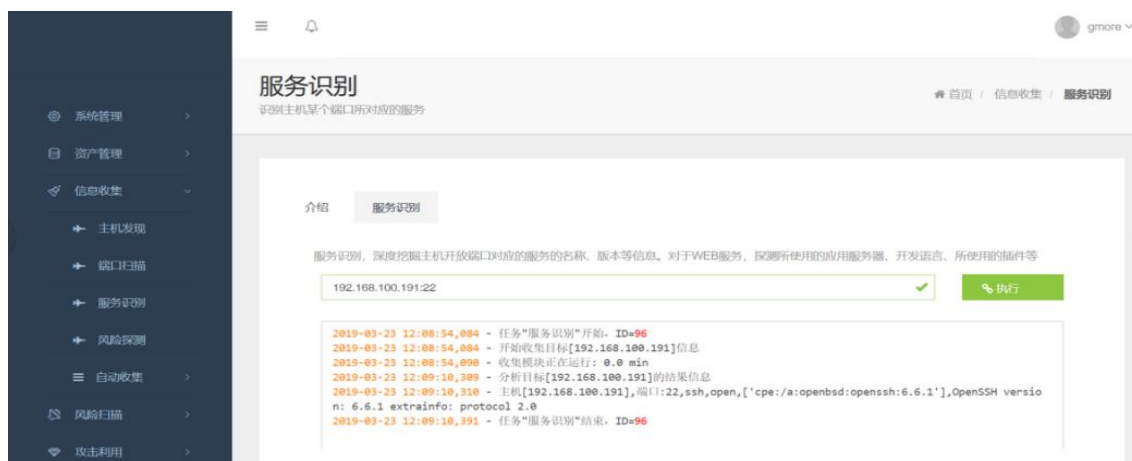 gmore
服务识别
识别主机某个端口所对应的服务
首页 / 信息收集 / 服务识别
系统管理
资产管理
信息收集
主机发现
端口扫描
服务识别
风险探测
自动收集
风险扫描
攻击利用
介绍 服务识别
服务识别，深度挖掘主机开放端口对应的服务的名称、版本等信息。对于WEB服务，探测所使用的应用服务器、开发语言、所使用的插件等
192.168.100.191:22
执行
2019-03-23 12:08:54,084 - 任务"服务识别"开始，ID=96
2019-03-23 12:08:54,084 - 开始收集目标[192.168.100.191]信息
2019-03-23 12:08:54,090 - 收集模块正在运行: 0.0 min
2019-03-23 12:09:10,309 - 分析目标[192.168.100.191]的结果信息
2019-03-23 12:09:10,310 - 主机[192.168.100.191],端口:22,ssh,open,['cpe:/a:openbsd:openssh:6.6.1'],OpenSSH versio
n: 6.6.1 extrainfo: protocol 2.0
2019-03-23 12:09:10,391 - 任务"服务识别"结束，ID=96